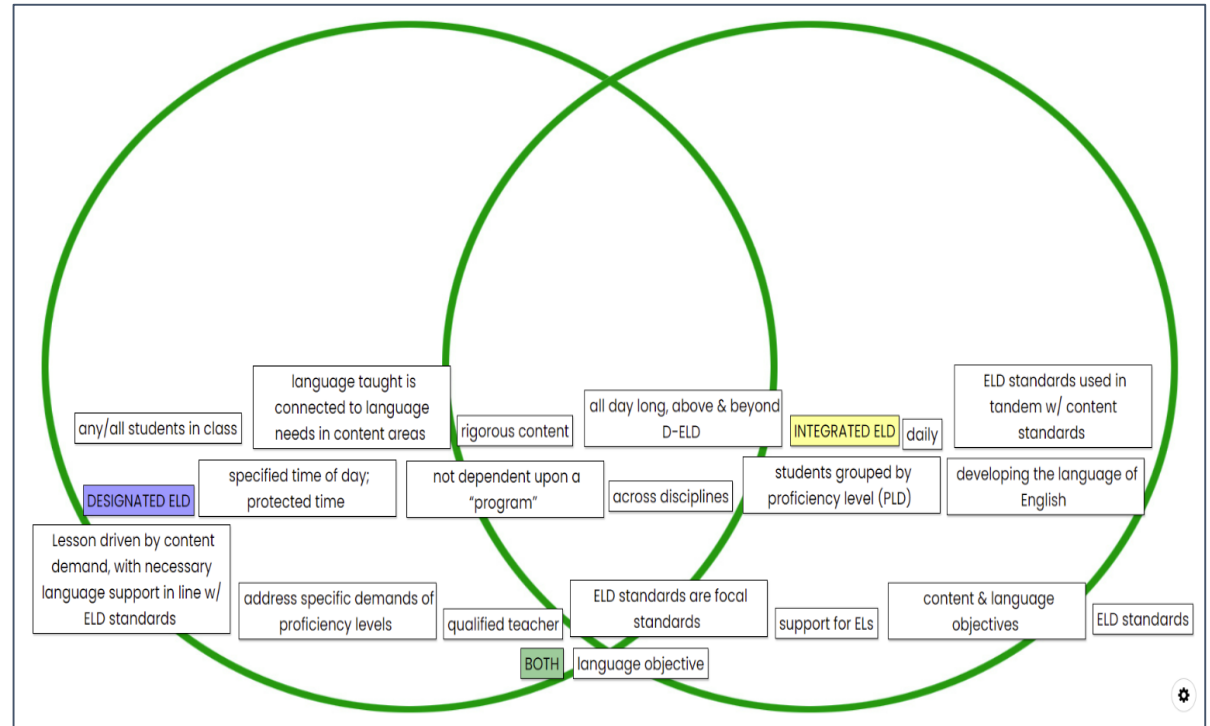 any/all students in class
language taught is
connected to language
needs in content areas
rigorous content
all day long, above & beyond
D-ELD
INTEGRATED ELD
daily
ELD standards used in
tandem w/ content
standards
DESIGNATED ELD
specified time of day;
protected time
not dependent upon a
“program”
across disciplines
students grouped by
proficiency level (PLD)
developing the language of
English
Lesson driven by content
demand, with necessary
language support in line w/
ELD standards
address specific demands of
proficiency levels
qualified teacher
ELD standards are focal
standards
support for ELs
content & language
objectives
ELD standards
BOTH
language objective